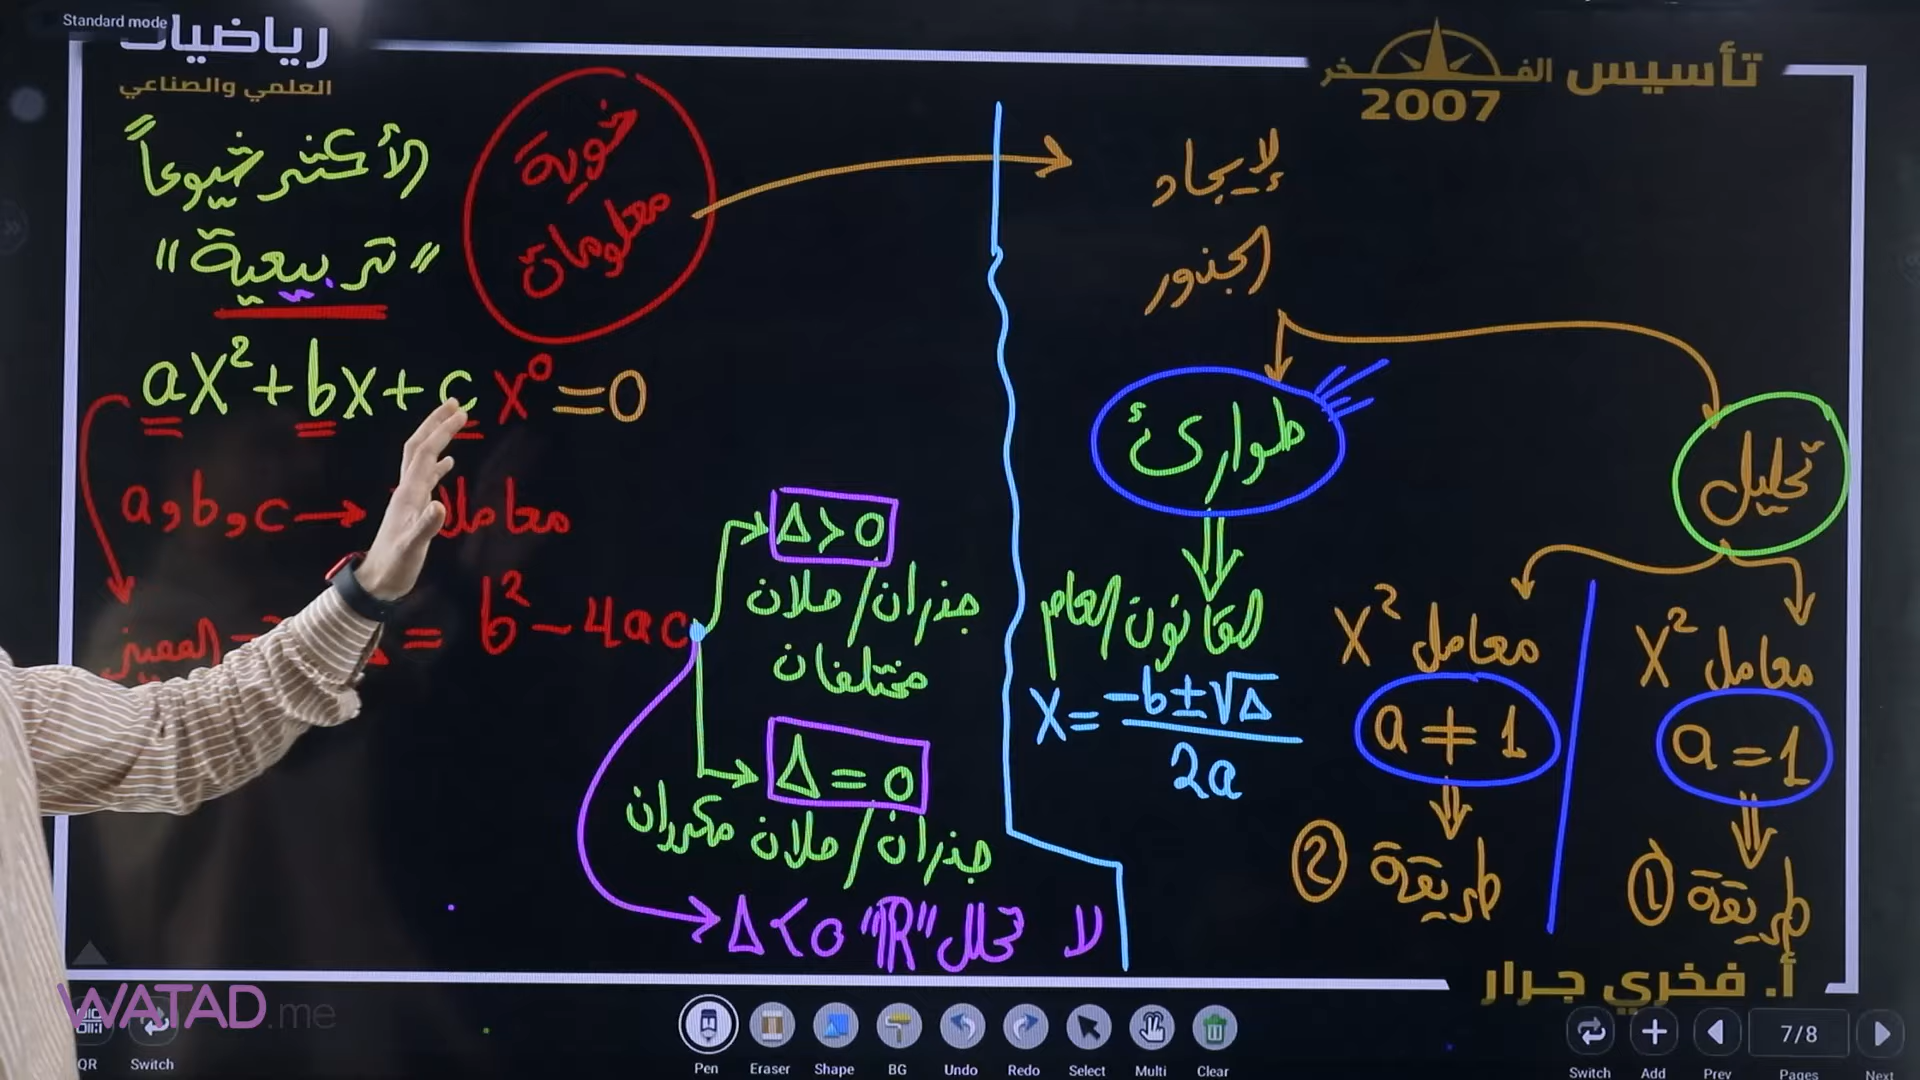 Standard mode
رياضيات
العلمي والصناعي
تأسيس الفخر
2007
الأكثر شيوعاً
"تربيعية"
شوية
معلومات
ax² + bx + c x⁰ = 0
a, b, c → معاملات
المميز
Δ = b² - 4ac
Δ > 0
جذران / حلان
مختلفان
Δ = 0
جذران / حلان مكرران
Δ < 0 "R" لا تحلل
لإيجاد
الجذور
طوارئ
القانون العام
x = (-b ± √Δ) / 2a
تحليل
معامل x²
a ≠ 1
طريقة ②
معامل x²
a = 1
طريقة ①
أ. فخري جرار
WATAD.me
QR
Switch
Pen
Eraser
Shape
BG
Undo
Redo
Select
Multi
Clear
Switch
Add
Prev
7/8
Pages
Next